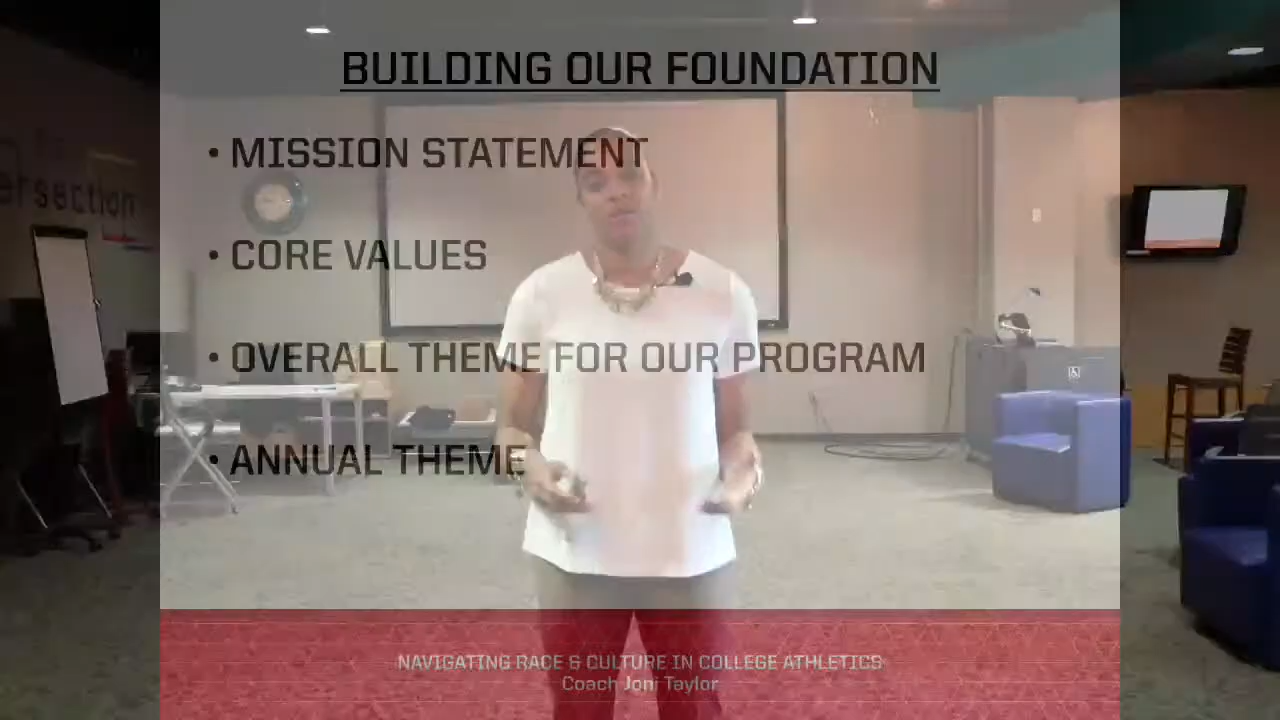 BUILDING OUR FOUNDATION
• MISSION STATEMENT
ersection
• CORE VALUES
• OVERALL THEME FOR OUR PROGRAM
• ANNUAL THEME
NAVIGATING RACE & CULTURE IN COLLEGE ATHLETICS
Coach Joni Taylor